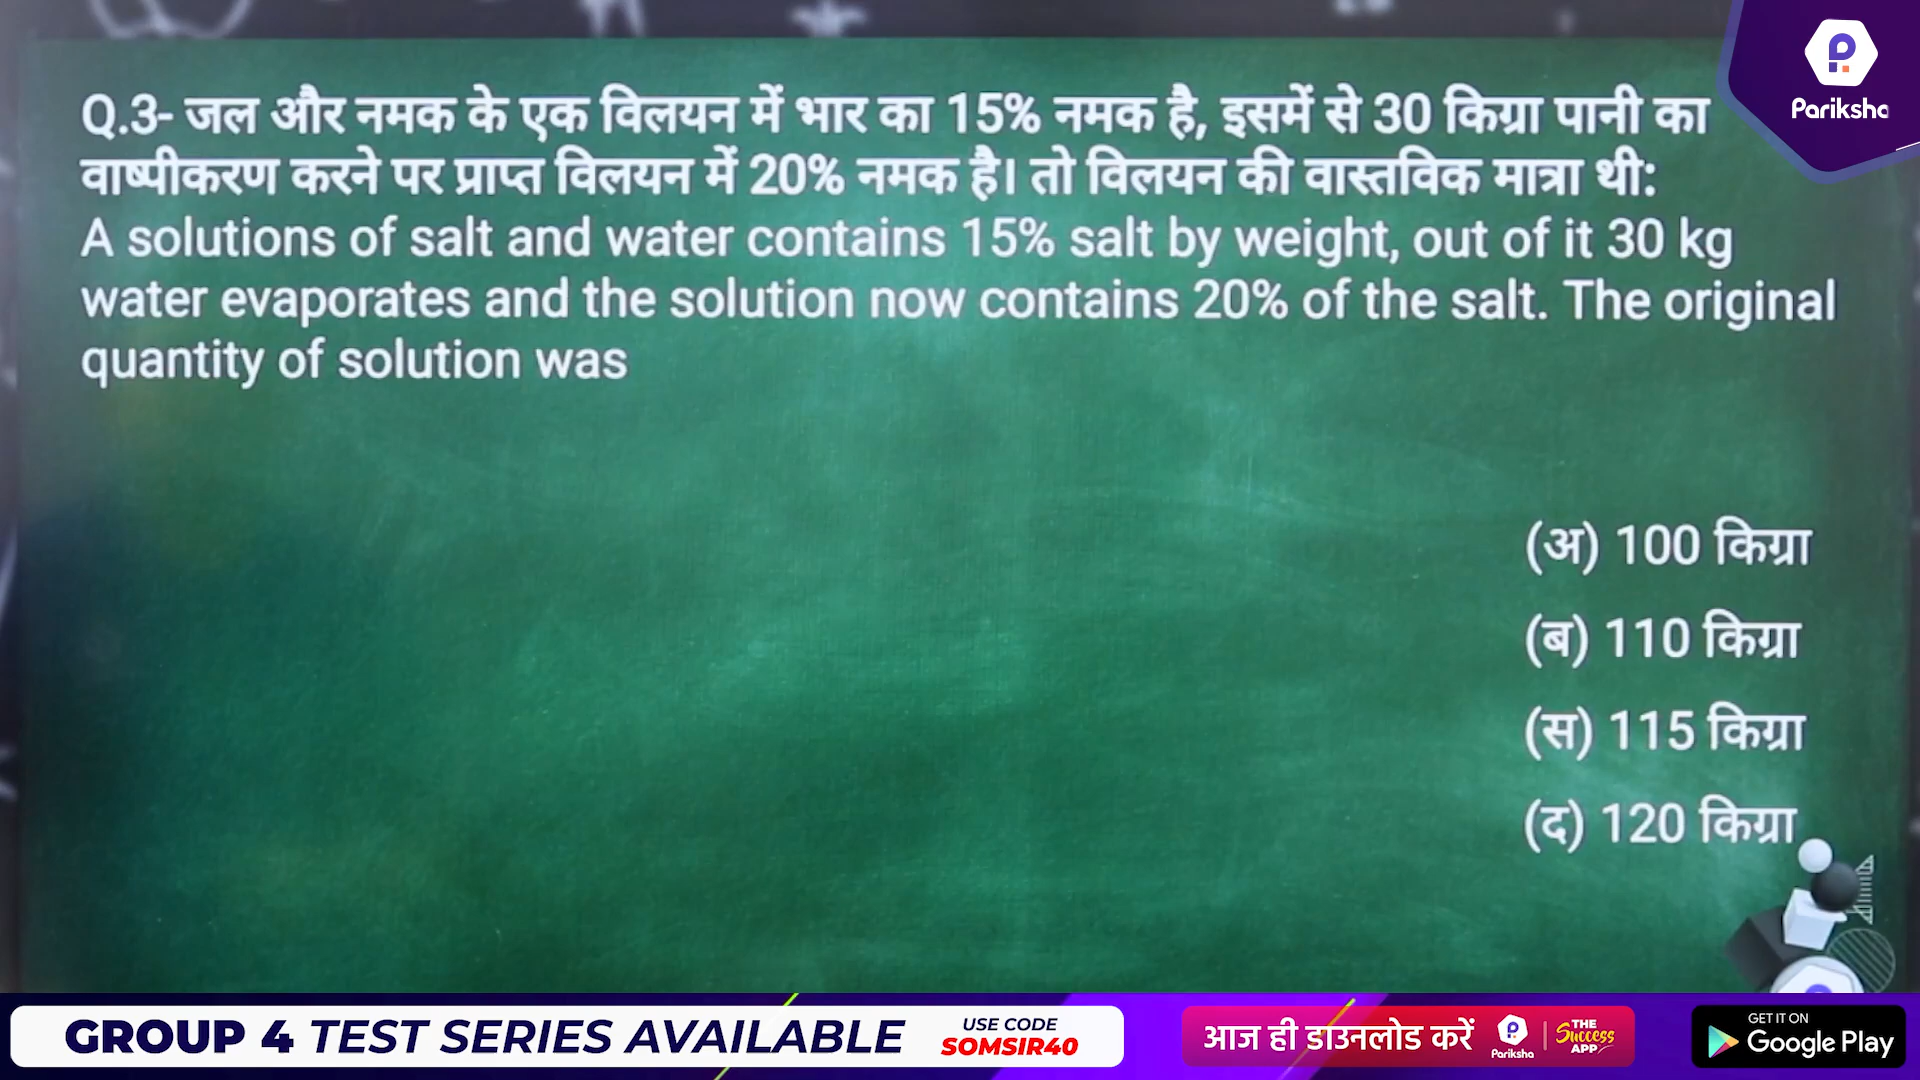 Q.3- जल और नमक के एक विलयन में भार का 15% नमक है, इसमें से 30 किग्रा पानी का
वाष्पीकरण करने पर प्राप्त विलयन में 20% नमक है। तो विलयन की वास्तविक मात्रा थी:
A solutions of salt and water contains 15% salt by weight, out of it 30 kg
water evaporates and the solution now contains 20% of the salt. The original
quantity of solution was
(अ) 100 किग्रा
(ब) 110 किग्रा
(स) 115 किग्रा
(द) 120 किग्रा
Pariksha
GROUP 4 TEST SERIES AVAILABLE
USE CODE
SOMSIR40
आज ही डाउनलोड करें
Pariksha
THE
Success
APP
GET IT ON
Google Play